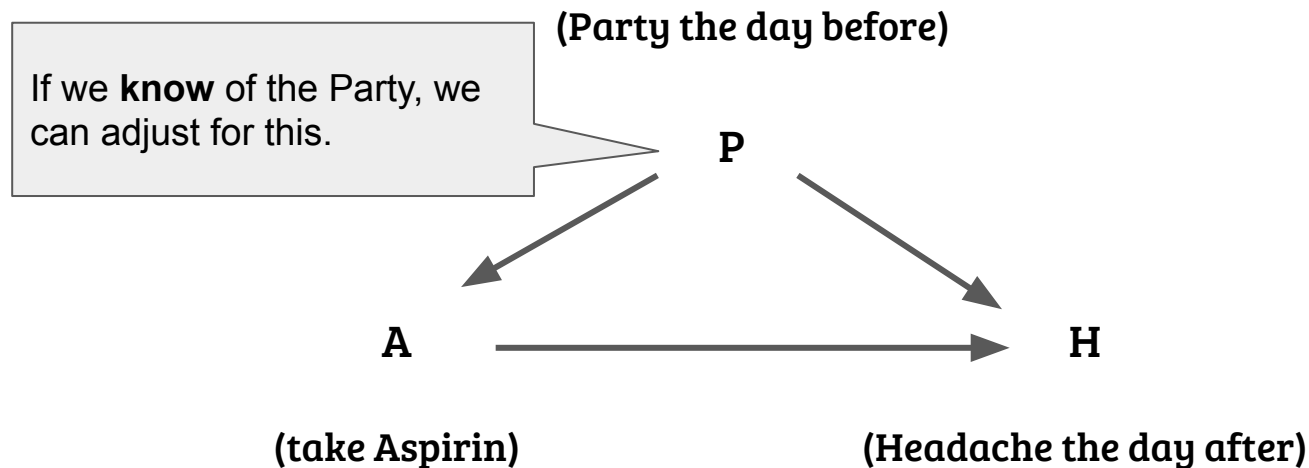 (Party the day before)
If we know of the Party, we
can adjust for this.
P
A
H
(take Aspirin)
(Headache the day after)